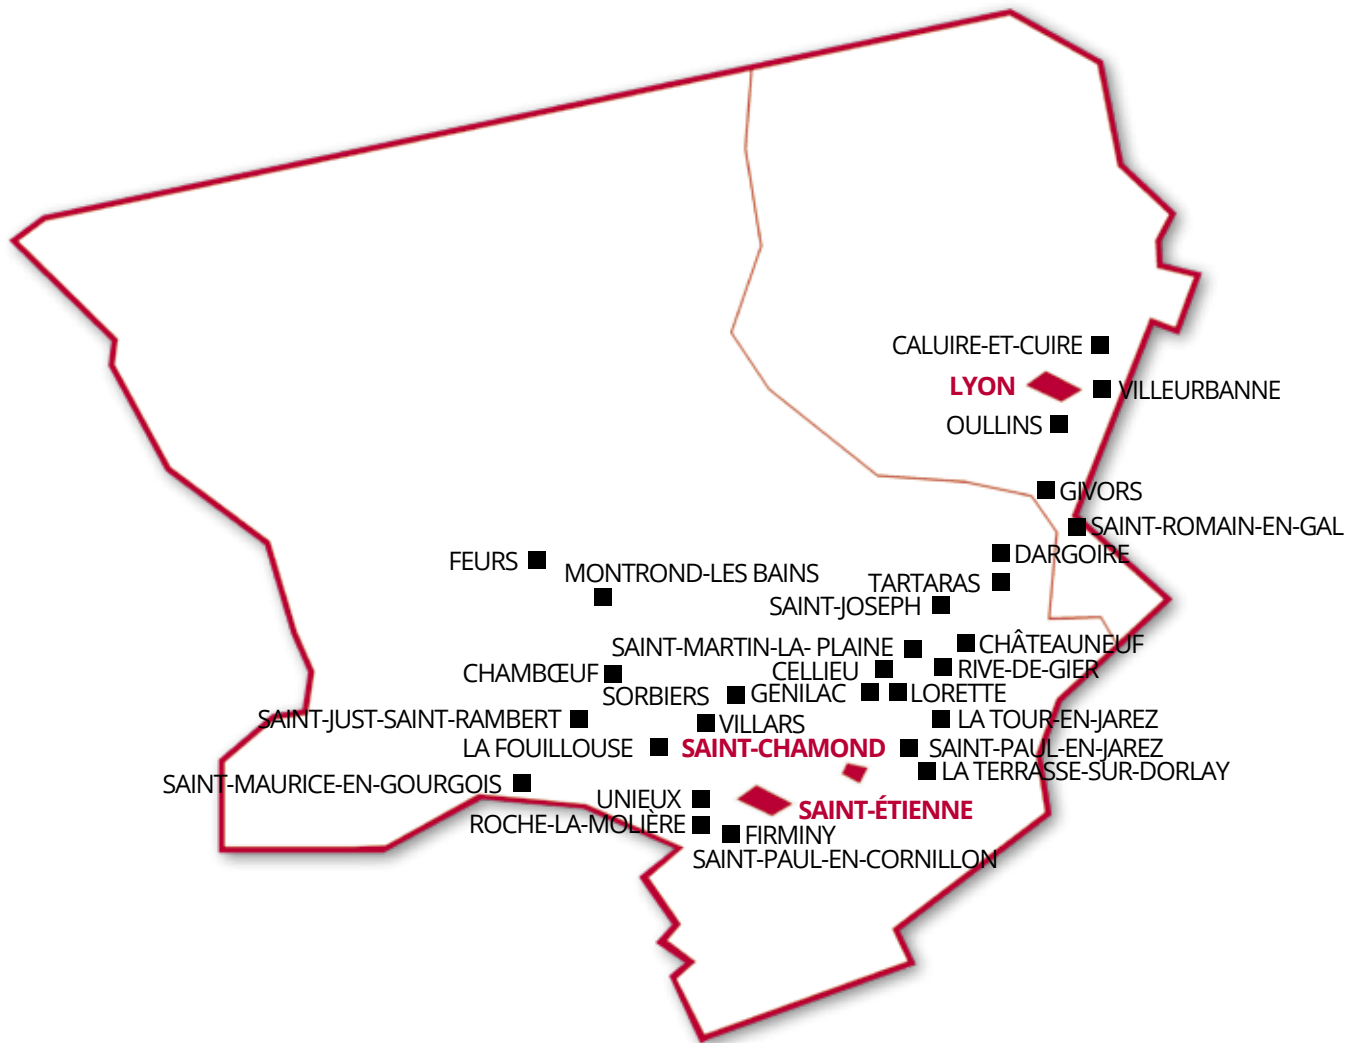 CALUIRE-ET-CUIRE
LYON
VILLEURBANNE
OULLINS
GIVORS
SAINT-ROMAIN-EN-GAL
DARGOIRE
FEURS
MONTROND-LES BAINS
TARTARAS
SAINT-JOSEPH
SAINT-MARTIN-LA- PLAINE
CHÂTEAUNEUF
CHAMBŒUF
CELLIEU
RIVE-DE-GIER
SORBIERS
GENILAC
LORETTE
SAINT-JUST-SAINT-RAMBERT
VILLARS
LA TOUR-EN-JAREZ
LA FOUILLOUSE
SAINT-CHAMOND
SAINT-PAUL-EN-JAREZ
LA TERRASSE-SUR-DORLAY
SAINT-MAURICE-EN-GOURGOIS
UNIEUX
SAINT-ÉTIENNE
ROCHE-LA-MOLIÈRE
FIRMINY
SAINT-PAUL-EN-CORNILLON